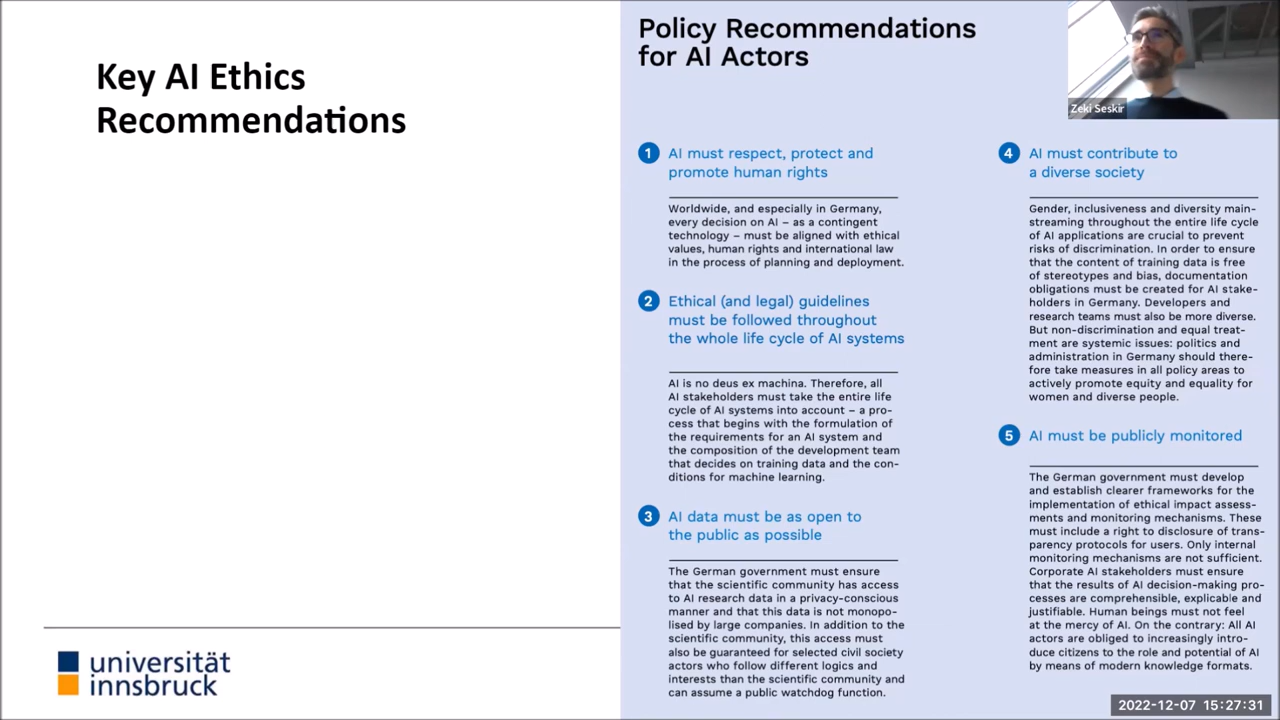 Key AI Ethics
Recommendations
universität
innsbruck
Policy Recommendations
for AI Actors
1 AI must respect, protect and
promote human rights
Worldwide, and especially in Germany,
every decision on AI – as a contingent
technology – must be aligned with ethical
values, human rights and international law
in the process of planning and deployment.
2 Ethical (and legal) guidelines
must be followed throughout
the whole life cycle of AI systems
AI is no deus ex machina. Therefore, all
AI stakeholders must take the entire life
cycle of AI systems into account – a pro-
cess that begins with the formulation of
the requirements for an AI system and
the composition of the development team
that decides on training data and the con-
ditions for machine learning.
3 AI data must be as open to
the public as possible
The German government must ensure
that the scientific community has access
to AI research data in a privacy-conscious
manner and that this data is not monopo-
lised by large companies. In addition to the
scientific community, this access must
also be guaranteed for selected civil society
actors who follow different logics and
interests than the scientific community and
can assume a public watchdog function.
4 AI must contribute to
a diverse society
Gender, inclusiveness and diversity main-
streaming throughout the entire life cycle
of AI applications are crucial to prevent
risks of discrimination. In order to ensure
that the content of training data is free
of stereotypes and bias, documentation
obligations must be created for AI stake-
holders in Germany. Developers and
research teams must also be more diverse.
But non-discrimination and equal treat-
ment are systemic issues: politics and
administration in Germany should there-
fore take measures in all policy areas to
actively promote equity and equality for
women and diverse people.
5 AI must be publicly monitored
The German government must develop
and establish clearer frameworks for the
implementation of ethical impact assess-
ments and monitoring mechanisms. These
must include a right to disclosure of trans-
parency protocols for users. Only internal
monitoring mechanisms are not sufficient.
Corporate AI stakeholders must ensure
that the results of AI decision-making pro-
cesses are comprehensible, explicable and
justifiable. Human beings must not feel
at the mercy of AI. On the contrary: All AI
actors are obliged to increasingly intro-
duce citizens to the role and potential of AI
by means of modern knowledge formats.
Zeki Seskir
2022-12-07 15:27:31